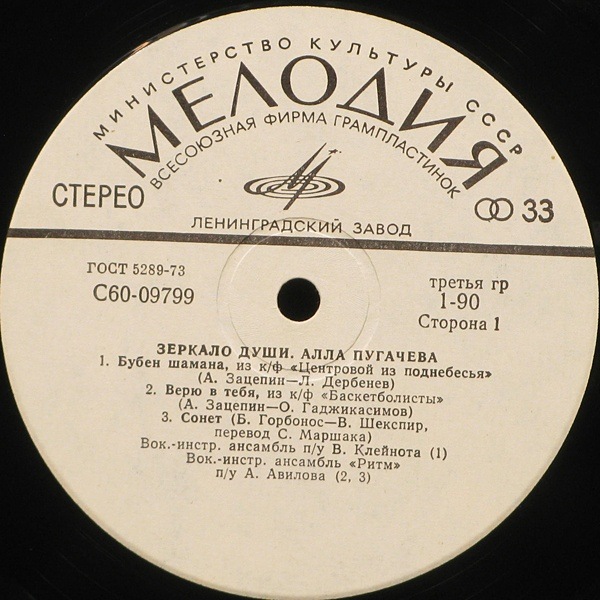 МИНИСТЕРСТВО КУЛЬТУРЫ СССР
МЕЛОДИЯ
ВСЕСОЮЗНАЯ ФИРМА ГРАМПЛАСТИНОК
СТЕРЕО
33
ЛЕНИНГРАДСКИЙ ЗАВОД
ГОСТ 5289-73
С60-09799
третья гр
1-90
Сторона 1
ЗЕРКАЛО ДУШИ. АЛЛА ПУГАЧЕВА
1. Бубен шамана, из к/ф «Центровой из поднебесья»
(А. Зацепин—Л. Дербенев)
2. Верю в тебя, из к/ф «Баскетболисты»
(А. Зацепин—О. Гаджикасимов)
3. Сонет (Б. Горбонос—В. Шекспир,
перевод С. Маршака)
Вок.-инстр. ансамбль п/у В. Клейнота (1)
Вок.-инстр. ансамбль «Ритм»
п/у А. Авилова (2, 3)